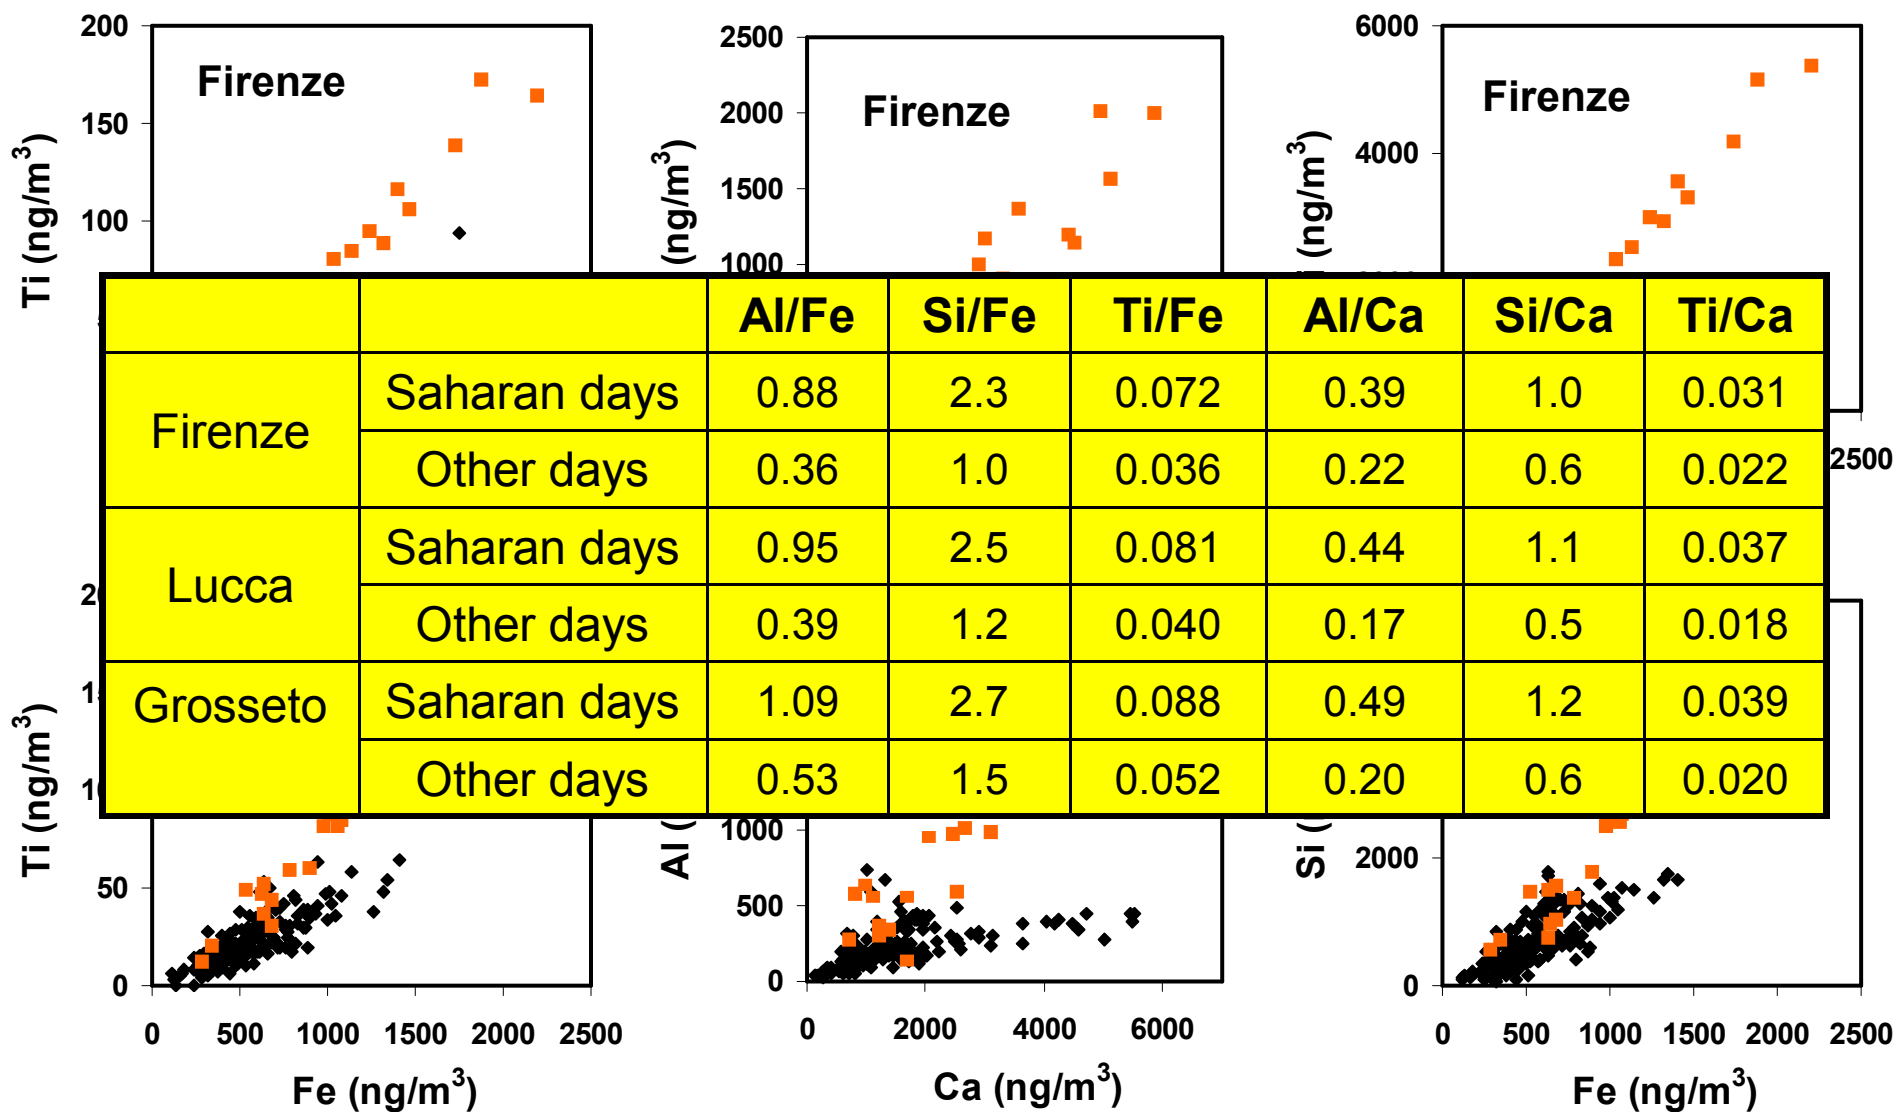 200
150
100
Ti (ng/m³)
Firenze
2500
2000
1500
1000
(ng/m³)
Firenze
6000
4000
(ng/m³)
Firenze
2500
Al/Fe Si/Fe Ti/Fe Al/Ca Si/Ca Ti/Ca
Firenze
Saharan days 0.88 2.3 0.072 0.39 1.0 0.031
Other days 0.36 1.0 0.036 0.22 0.6 0.022
Lucca
Saharan days 0.95 2.5 0.081 0.44 1.1 0.037
Other days 0.39 1.2 0.040 0.17 0.5 0.018
Grosseto
Saharan days 1.09 2.7 0.088 0.49 1.2 0.039
Other days 0.53 1.5 0.052 0.20 0.6 0.020
Ti (ng/m³)
50
0
0 500 1000 1500 2000 2500
Fe (ng/m³)
Al (
1000
500
0
0 2000 4000 6000
Ca (ng/m³)
Si (
2000
0
0 500 1000 1500 2000 2500
Fe (ng/m³)